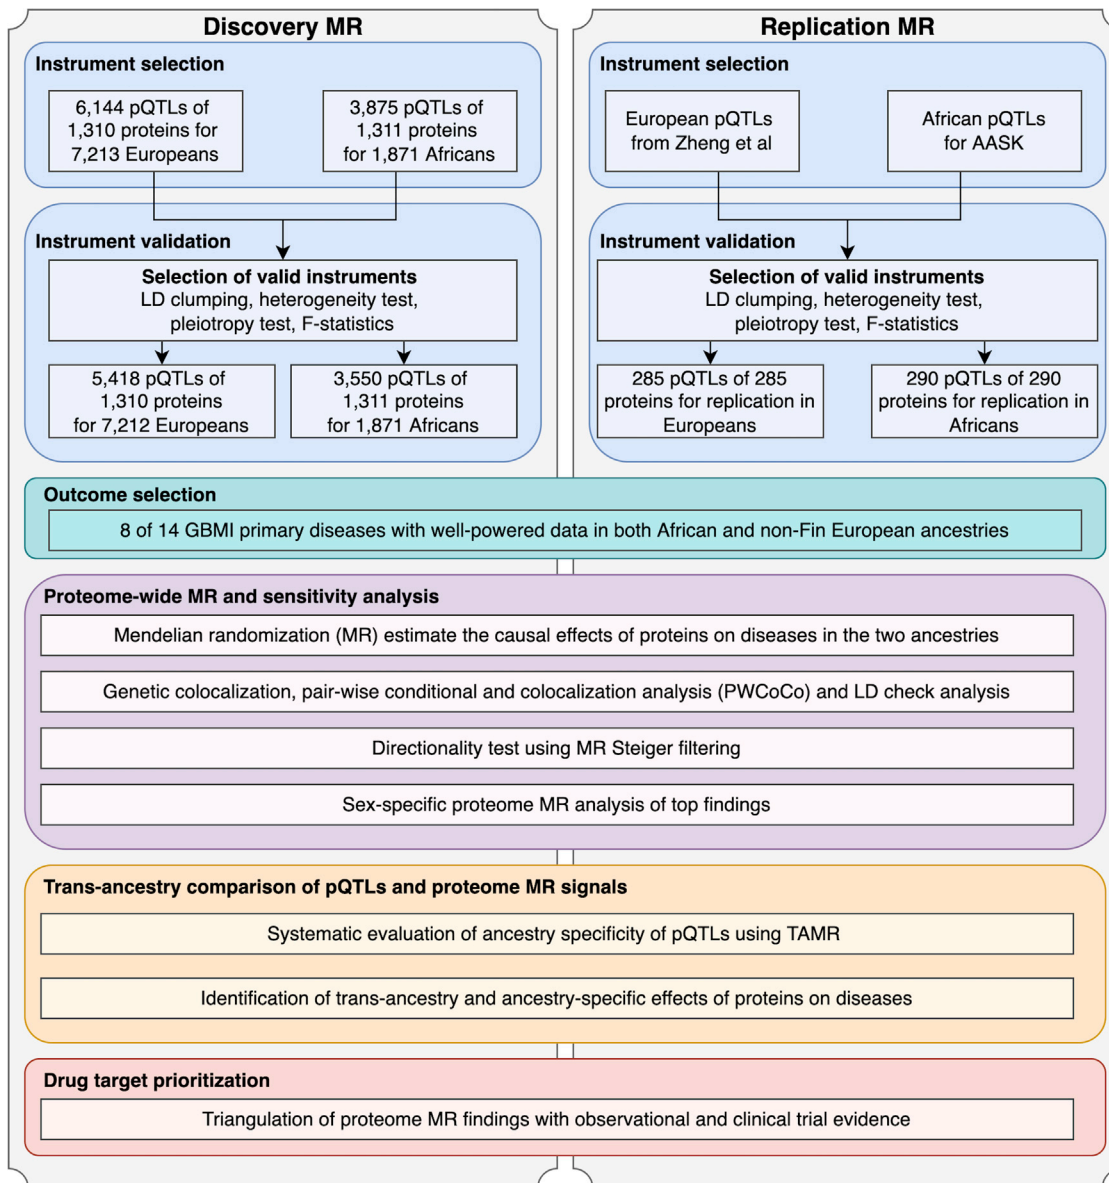 Discovery MR
Instrument selection
6,144 pQTLs of
1,310 proteins for
7,213 Europeans
3,875 pQTLs of
1,311 proteins
for 1,871 Africans
Instrument validation
Selection of valid instruments
LD clumping, heterogeneity test,
pleiotropy test, F-statistics
5,418 pQTLs of
1,310 proteins
for 7,212 Europeans
3,550 pQTLs of
1,311 proteins
for 1,871 Africans
Replication MR
Instrument selection
European pQTLs
from Zheng et al
African pQTLs
for AASK
Instrument validation
Selection of valid instruments
LD clumping, heterogeneity test,
pleiotropy test, F-statistics
285 pQTLs of 285
proteins for replication in
Europeans
290 pQTLs of 290
proteins for replication in
Africans
Outcome selection
8 of 14 GBMI primary diseases with well-powered data in both African and non-Fin European ancestries
Proteome-wide MR and sensitivity analysis
Mendelian randomization (MR) estimate the causal effects of proteins on diseases in the two ancestries
Genetic colocalization, pair-wise conditional and colocalization analysis (PWCoCo) and LD check analysis
Directionality test using MR Steiger filtering
Sex-specific proteome MR analysis of top findings
Trans-ancestry comparison of pQTLs and proteome MR signals
Systematic evaluation of ancestry specificity of pQTLs using TAMR
Identification of trans-ancestry and ancestry-specific effects of proteins on diseases
Drug target prioritization
Triangulation of proteome MR findings with observational and clinical trial evidence